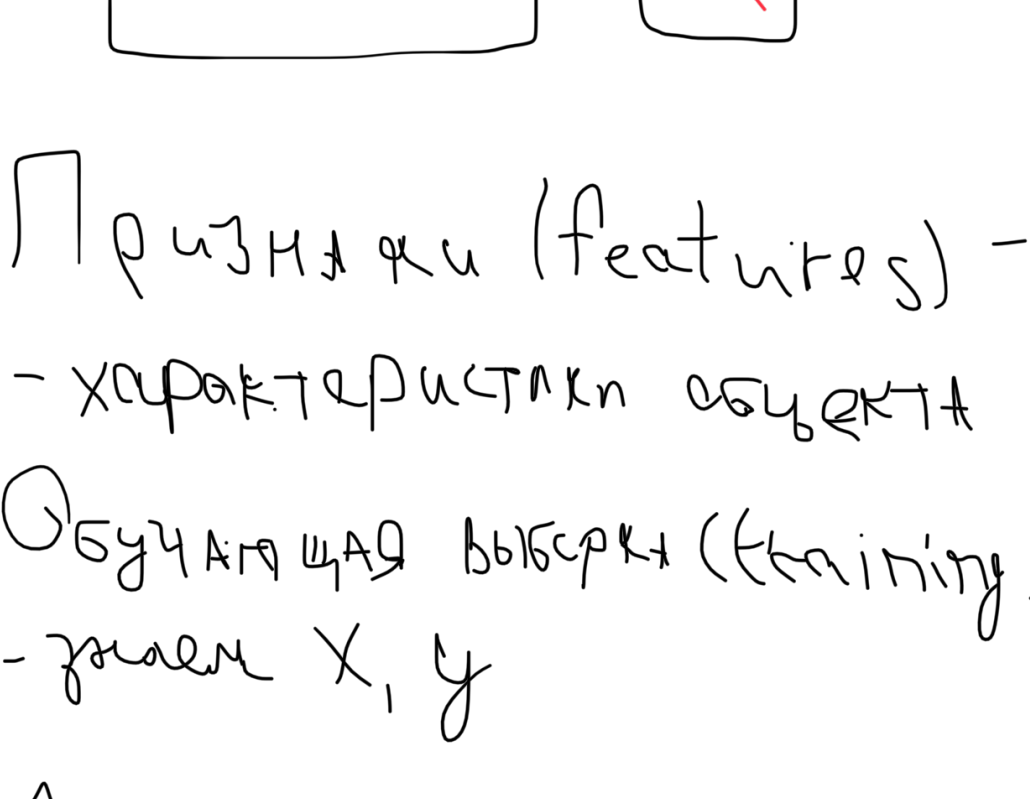 Признаки (features) -
- характеристики объекта
Обучающая выборка (training
- знаем X, y